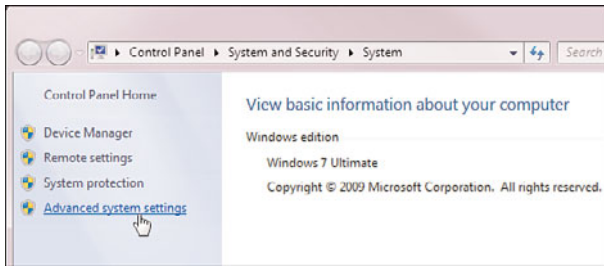 Control Panel ▸ System and Security ▸ System
Search
Control Panel Home
Device Manager
Remote settings
System protection
Advanced system settings
View basic information about your computer
Windows edition
Windows 7 Ultimate
Copyright © 2009 Microsoft Corporation. All rights reserved.